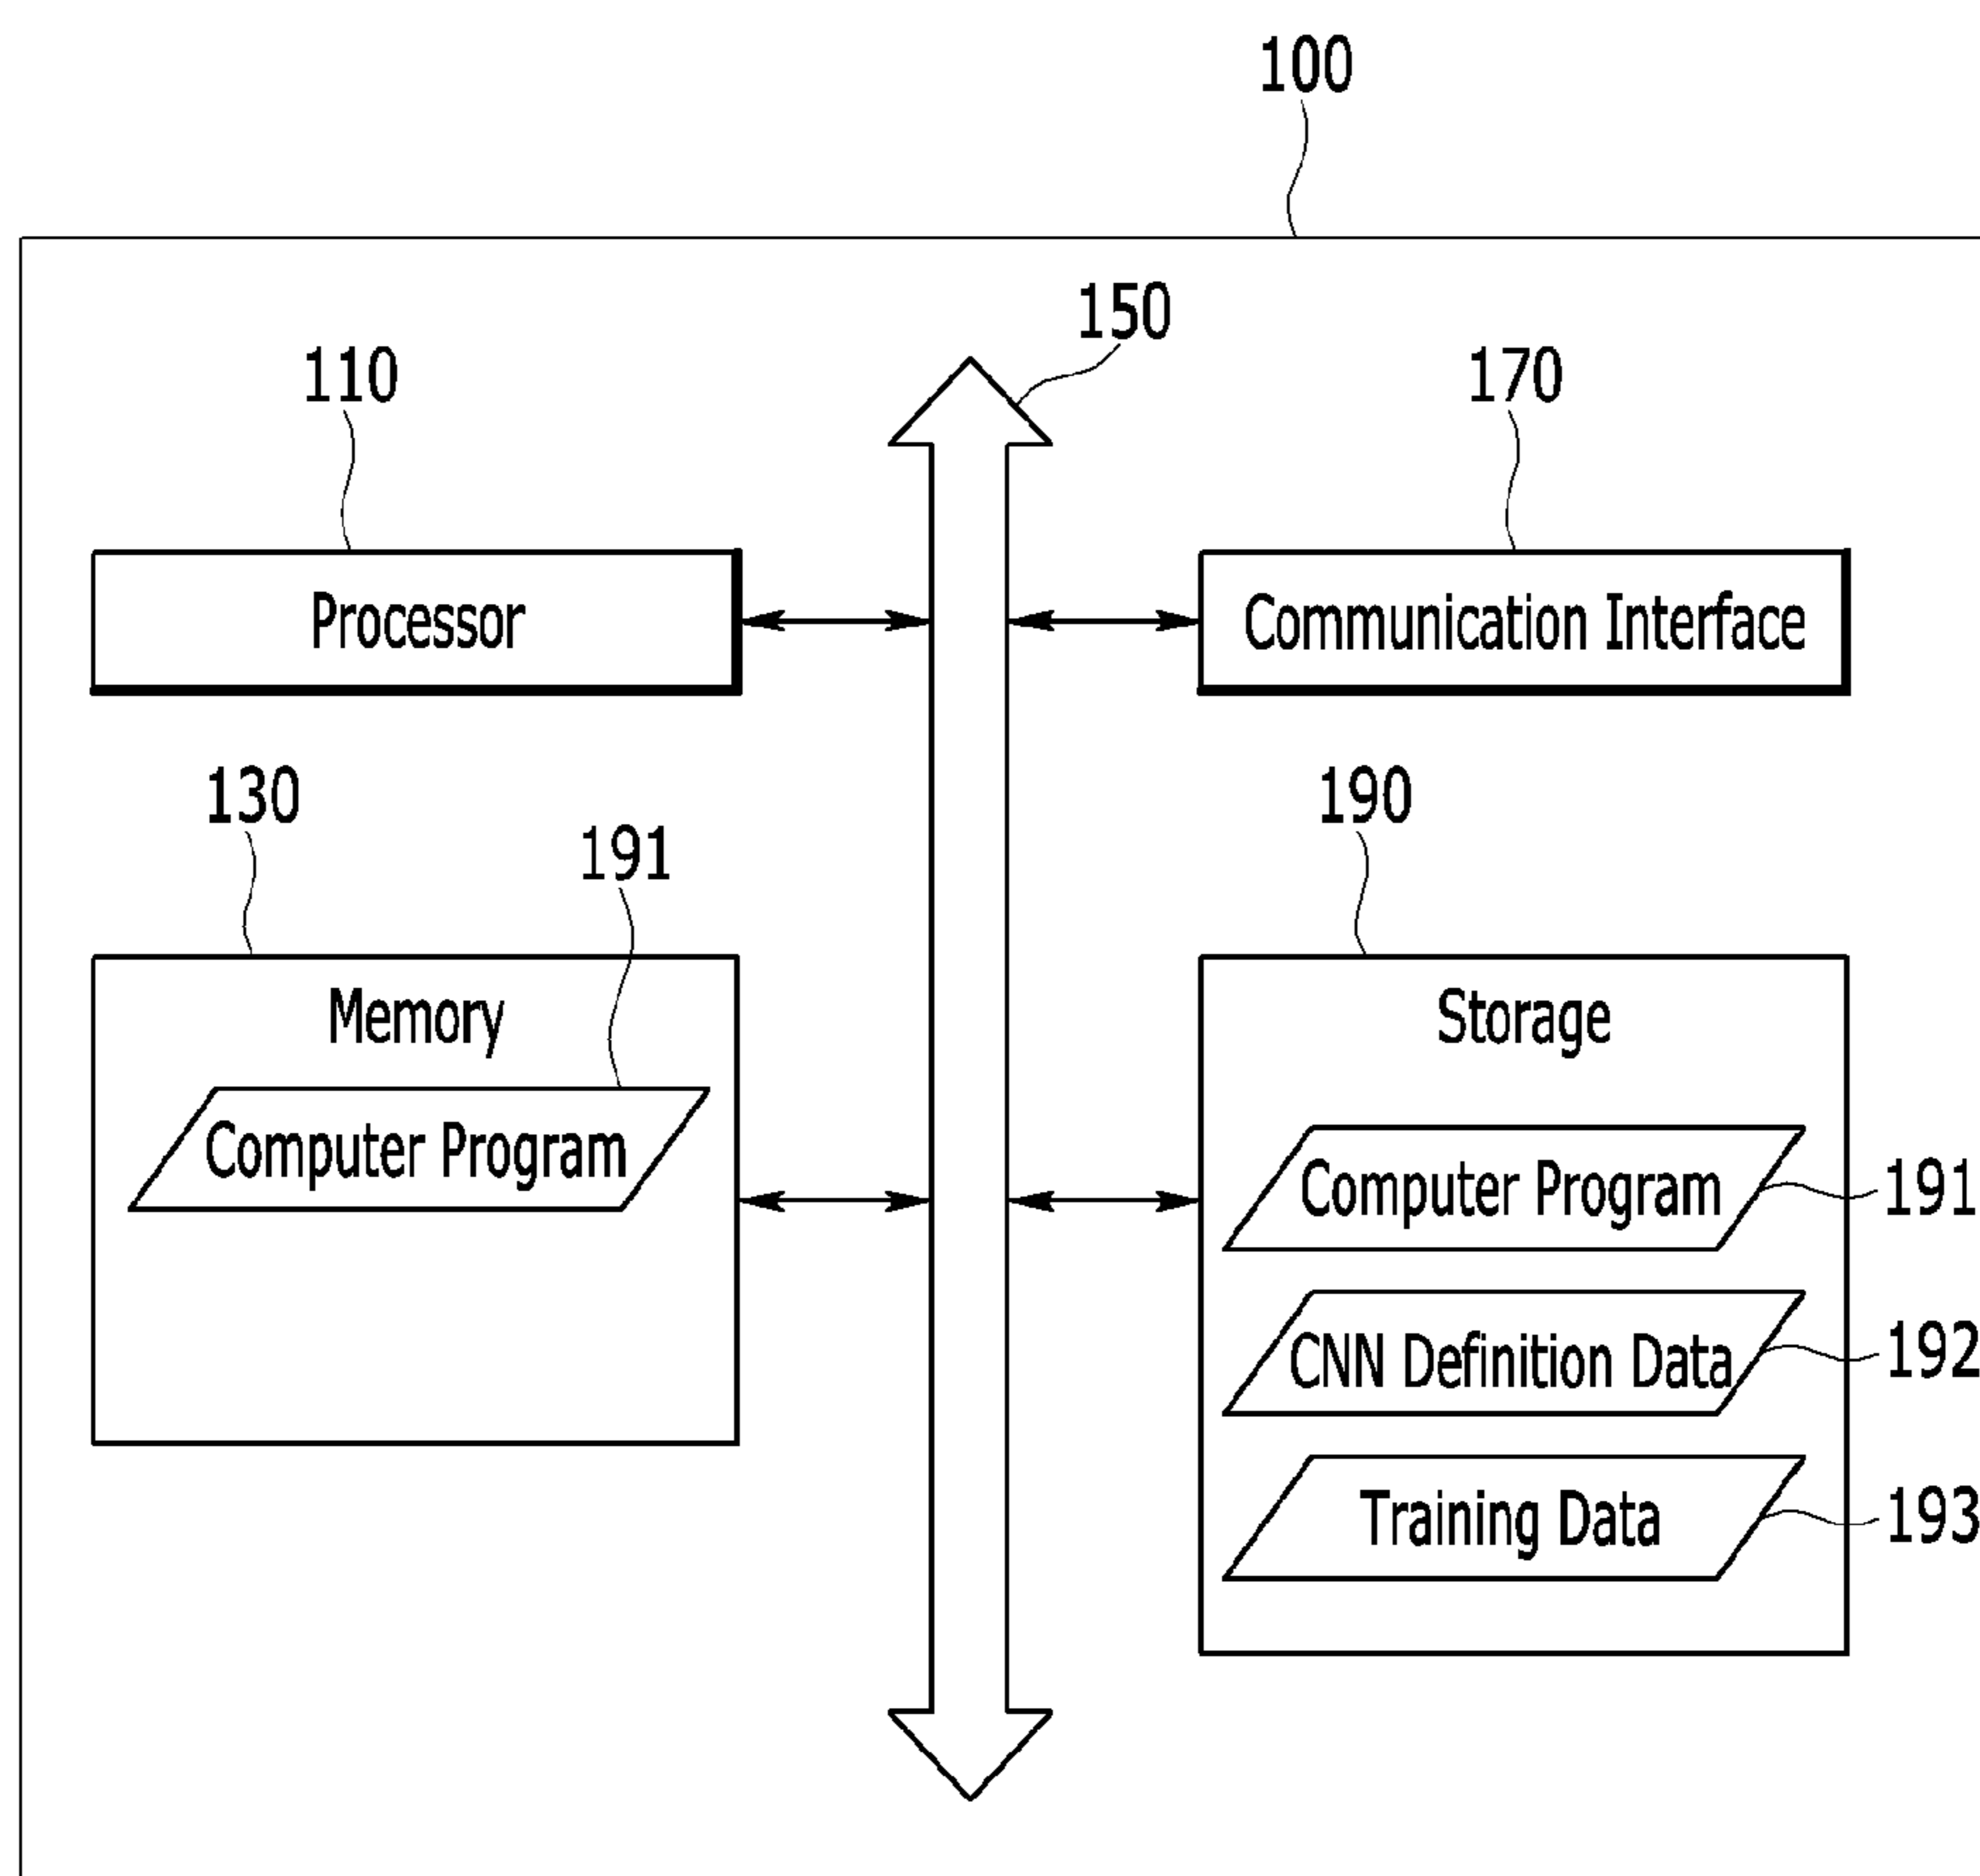 100
150
110
170
Processor
Communication Interface
130
190
191
Memory
Storage
Computer Program
Computer Program
191
CNN Definition Data
192
Training Data
193